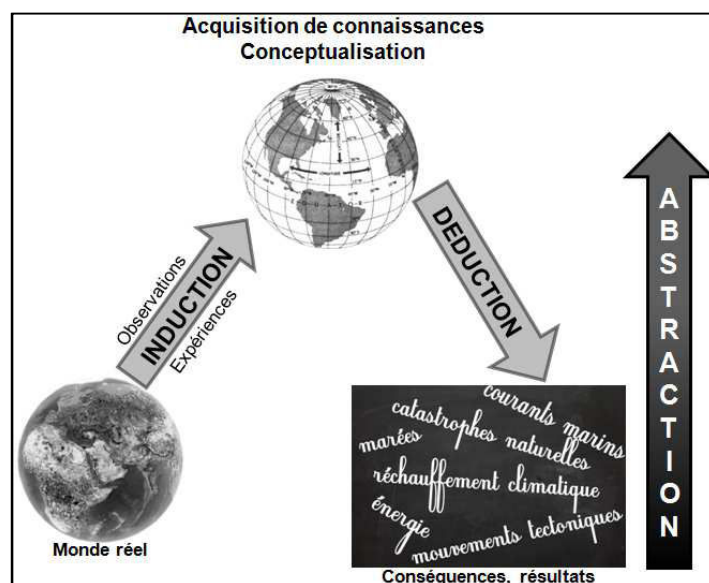 Acquisition de connaissances
Conceptualisation
Observations
INDUCTION
Expériences
DEDUCTION
ABSTRACTION
Monde réel
courants marins
catastrophes naturelles
marées
réchauffement climatique
énergie
mouvements tectoniques
Conséquences, résultats